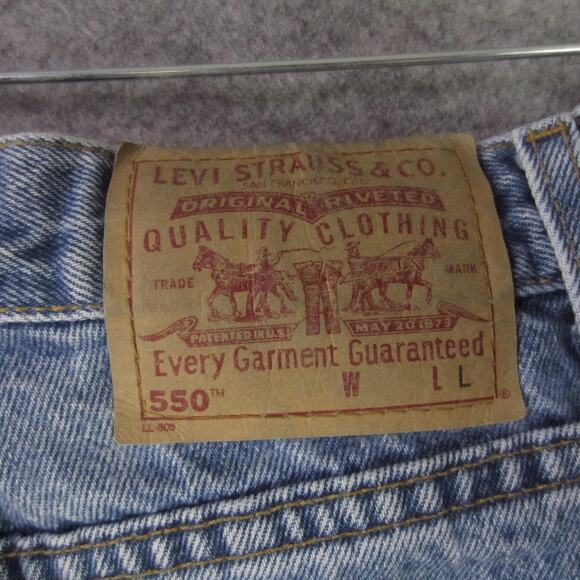 LEVI STRAUSS & CO.
SAN FRANCISCO, CAL.
ORIGINAL RIVETED
QUALITY CLOTHING
TRADE MARK
PATENTED IN U.S. MAY 20 1873
Every Garment Guaranteed
550™ W L L ®
LL-809